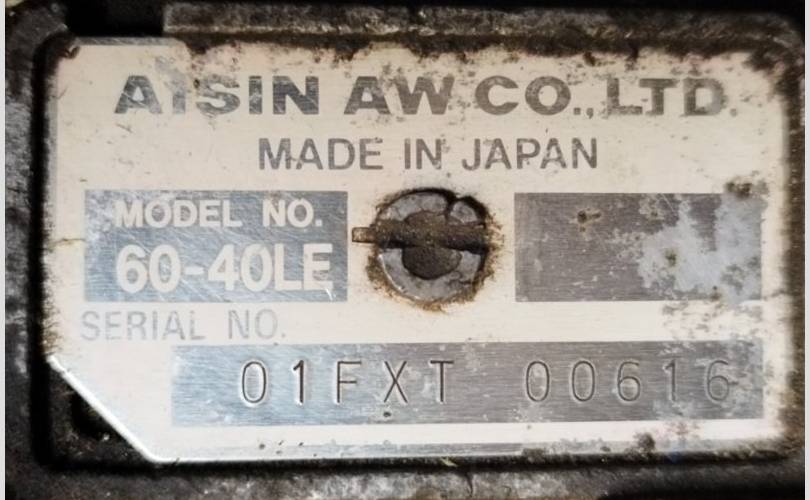 AISIN AW CO.,LTD.
MADE IN JAPAN
MODEL NO.
60-40LE
SERIAL NO.
01FXT 00616